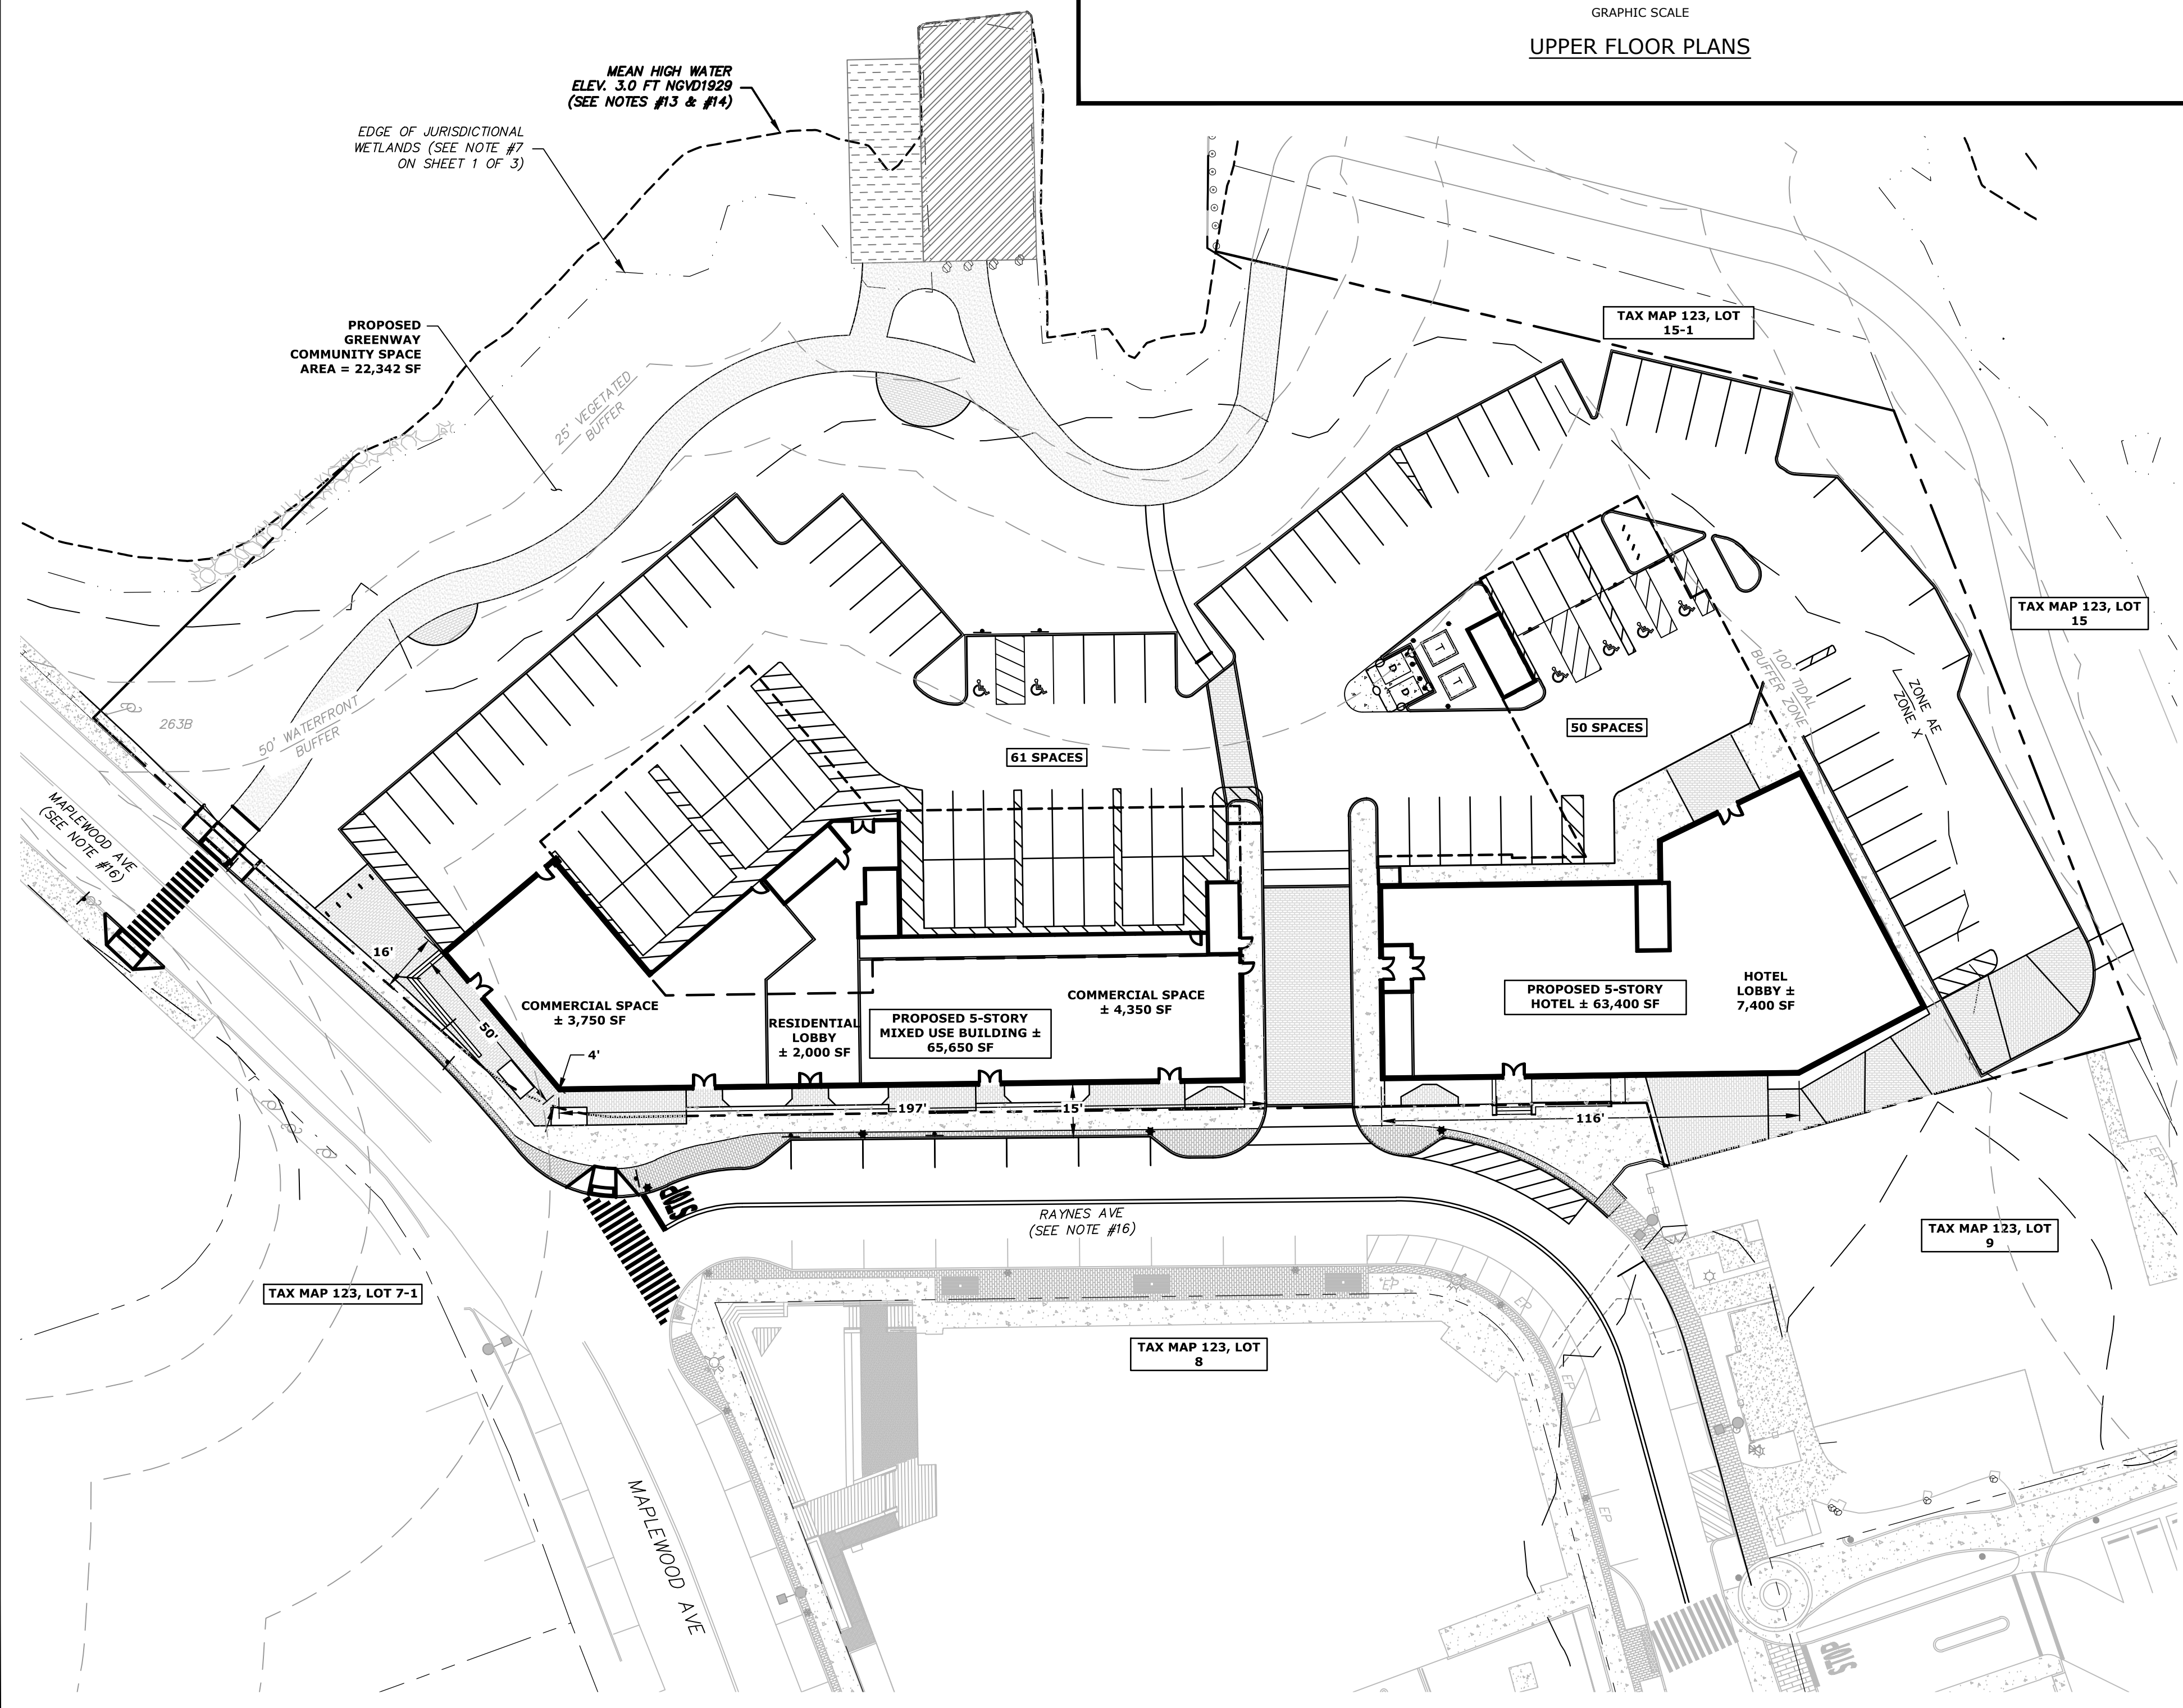 GRAPHIC SCALE
UPPER FLOOR PLANS
MEAN HIGH WATER
ELEV. 3.0 FT NGVD1929
(SEE NOTES #13 & #14)
EDGE OF JURISDICTIONAL
WETLANDS (SEE NOTE #7
ON SHEET 1 OF 3)
PROPOSED
GREENWAY
COMMUNITY SPACE
AREA = 22,342 SF
25' VEGETATED
BUFFER
TAX MAP 123, LOT
15-1
TAX MAP 123, LOT
15
263B
50' WATERFRONT
BUFFER
100' TIDAL
BUFFER ZONE
ZONE AE
ZONE X
T
T
D
D
61 SPACES
50 SPACES
MAPLEWOOD AVE
(SEE NOTE #16)
16'
50'
4'
COMMERCIAL SPACE
± 3,750 SF
RESIDENTIAL
LOBBY
± 2,000 SF
PROPOSED 5-STORY
MIXED USE BUILDING ±
65,650 SF
COMMERCIAL SPACE
± 4,350 SF
PROPOSED 5-STORY
HOTEL ± 63,400 SF
HOTEL
LOBBY ±
7,400 SF
197'
15'
116'
STOP
RAYNES AVE
(SEE NOTE #16)
EP
TAX MAP 123, LOT
9
TAX MAP 123, LOT 7-1
EP
EP
EP
EP
TAX MAP 123, LOT
8
MAPLEWOOD AVE
STOP